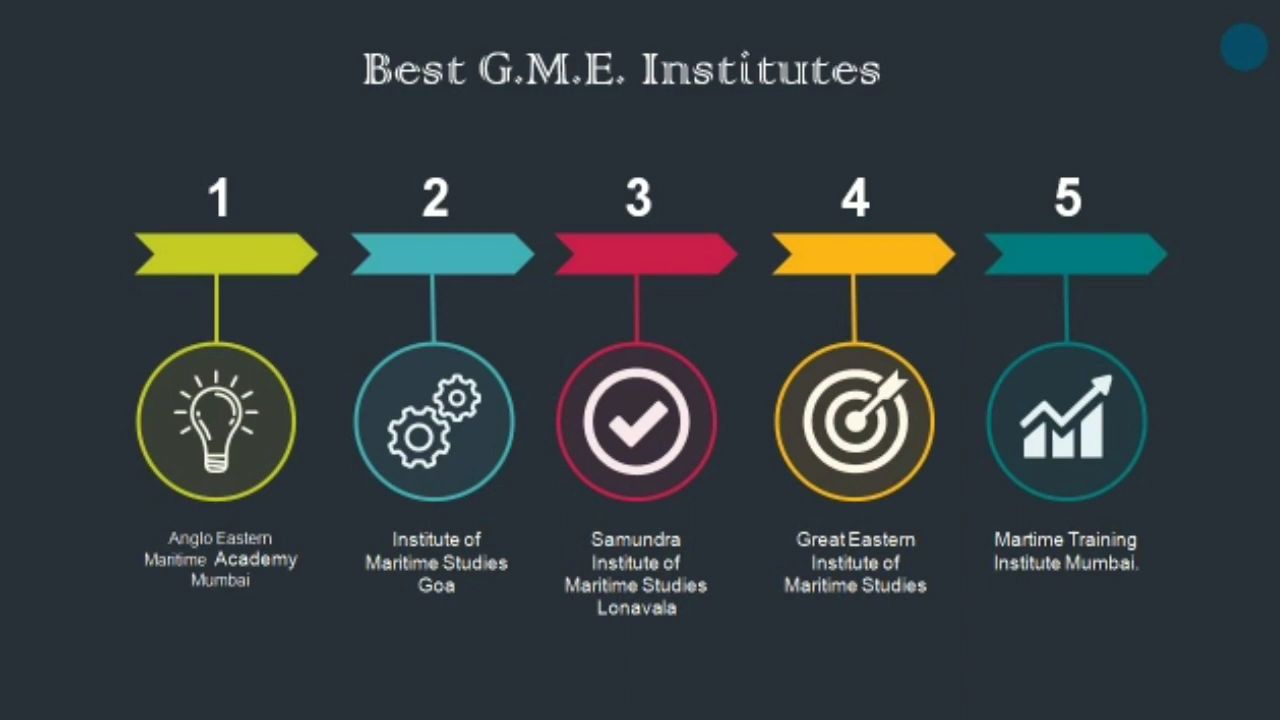 Best G.M.E. Institutes
1
2
3
4
5
Anglo Eastern
Maritime Academy
Mumbai
Institute of
Maritime Studies
Goa
Samundra
Institute of
Maritime Studies
Lonavala
Great Eastern
Institute of
Maritime Studies
Martime Training
Institute Mumbai.